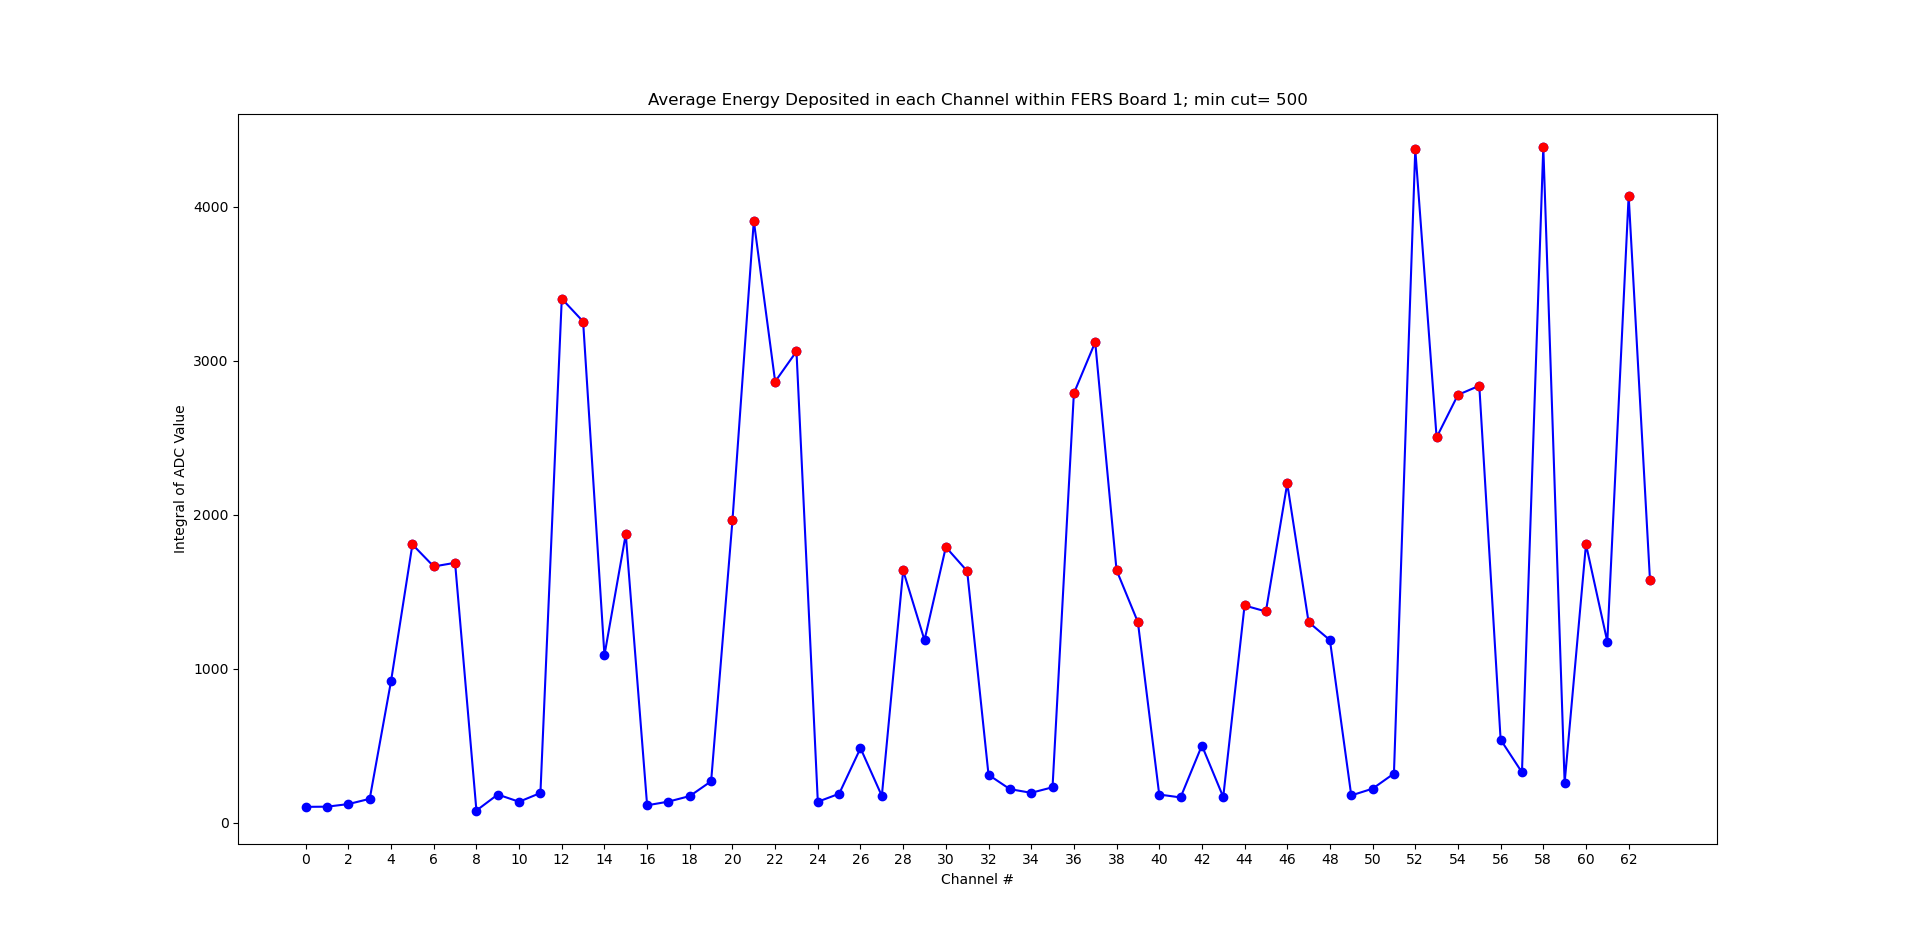 Average Energy Deposited in each Channel within FERS Board 1; min cut= 500
4000
3000
2000
1000
0
Integral of ADC Value
0 2 4 6 8 10 12 14 16 18 20 22 24 26 28 30 32 34 36 38 40 42 44 46 48 50 52 54 56 58 60 62
Channel #